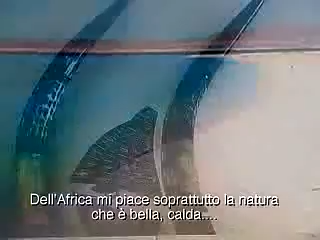 Dell'Africa mi piace soprattutto la natura
che è bella, calda....